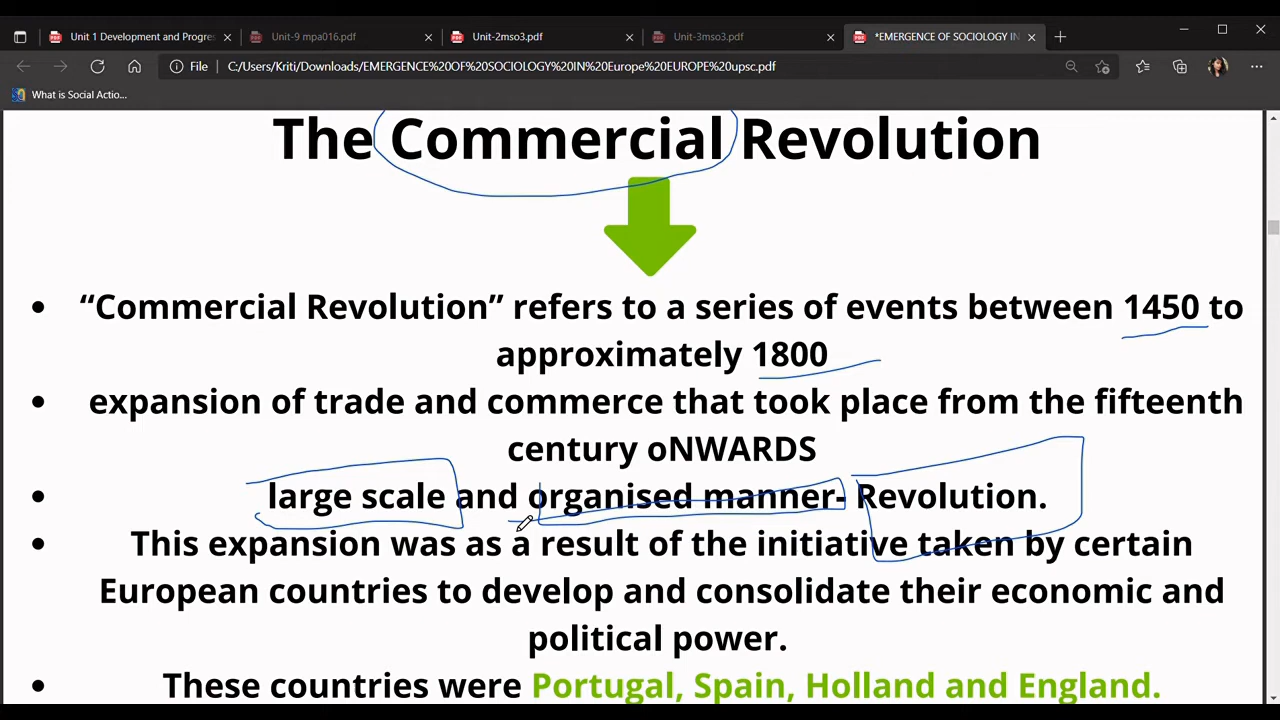 Unit 1 Development and Progres
Unit-9 mpa016.pdf
Unit-2mso3.pdf
Unit-3mso3.pdf
*EMERGENCE OF SOCIOLOGY IN
File
C:/Users/Kriti/Downloads/EMERGENCE%20OF%20SOCIOLOGY%20IN%20Europe%20EUROPE%20upsc.pdf
What is Social Actio...
The Commercial Revolution
• “Commercial Revolution” refers to a series of events between 1450 to
approximately 1800
• expansion of trade and commerce that took place from the fifteenth
century oNWARDS
• large scale and organised manner- Revolution.
• This expansion was as a result of the initiative taken by certain
European countries to develop and consolidate their economic and
political power.
• These countries were Portugal, Spain, Holland and England.